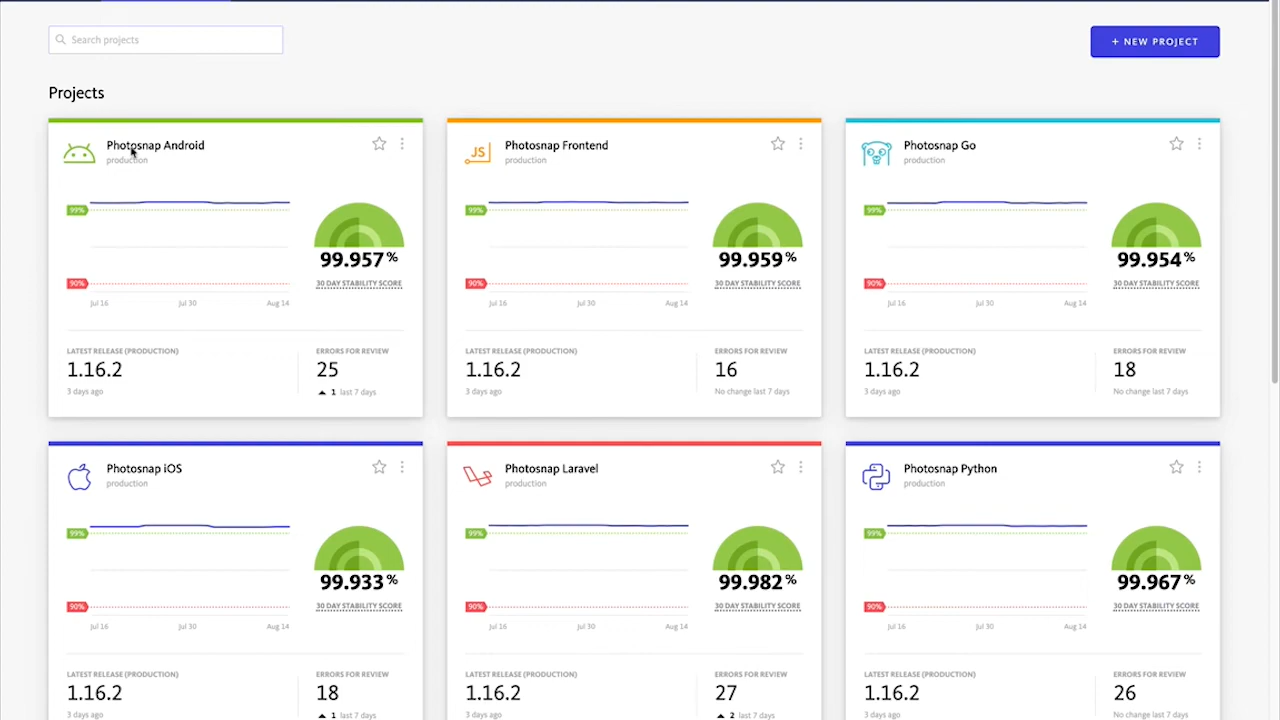 Search projects
+ NEW PROJECT
Projects
Photosnap Android
production
99%
90%
Jul 16 Jul 30 Aug 14
99.957%
30 DAY STABILITY SCORE
LATEST RELEASE (PRODUCTION)
1.16.2
3 days ago
ERRORS FOR REVIEW
25
1 last 7 days
JS
Photosnap Frontend
production
99%
90%
Jul 16 Jul 30 Aug 14
99.959%
30 DAY STABILITY SCORE
LATEST RELEASE (PRODUCTION)
1.16.2
3 days ago
ERRORS FOR REVIEW
16
No change last 7 days
Photosnap Go
production
99%
90%
Jul 16 Jul 30 Aug 14
99.954%
30 DAY STABILITY SCORE
LATEST RELEASE (PRODUCTION)
1.16.2
3 days ago
ERRORS FOR REVIEW
18
No change last 7 days
Photosnap iOS
production
99%
90%
Jul 16 Jul 30 Aug 14
99.933%
30 DAY STABILITY SCORE
LATEST RELEASE (PRODUCTION)
1.16.2
3 days ago
ERRORS FOR REVIEW
18
1 last 7 days
Photosnap Laravel
production
99%
90%
Jul 16 Jul 30 Aug 14
99.982%
30 DAY STABILITY SCORE
LATEST RELEASE (PRODUCTION)
1.16.2
3 days ago
ERRORS FOR REVIEW
27
2 last 7 days
Photosnap Python
production
99%
90%
Jul 16 Jul 30 Aug 14
99.967%
30 DAY STABILITY SCORE
LATEST RELEASE (PRODUCTION)
1.16.2
3 days ago
ERRORS FOR REVIEW
26
No change last 7 days